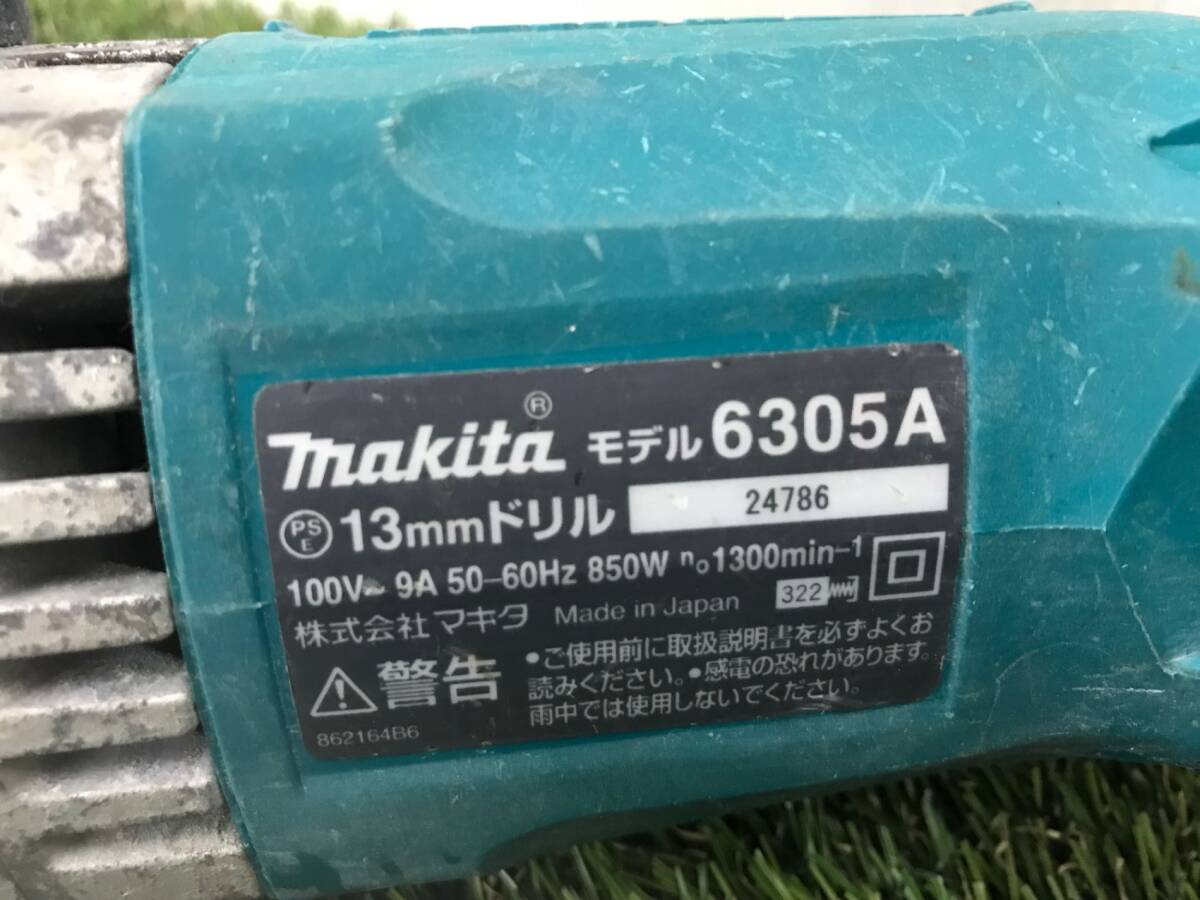 makita® モデル 6305A
PS E 13mmドリル 24786
100V～ 9A 50-60Hz 850W n₀1300min-1
株式会社マキタ Made in Japan 322
警告 ●ご使用前に取扱説明書を必ずよくお
読みください。●感電の恐れがあります。
雨中では使用しないでください。
862164B6